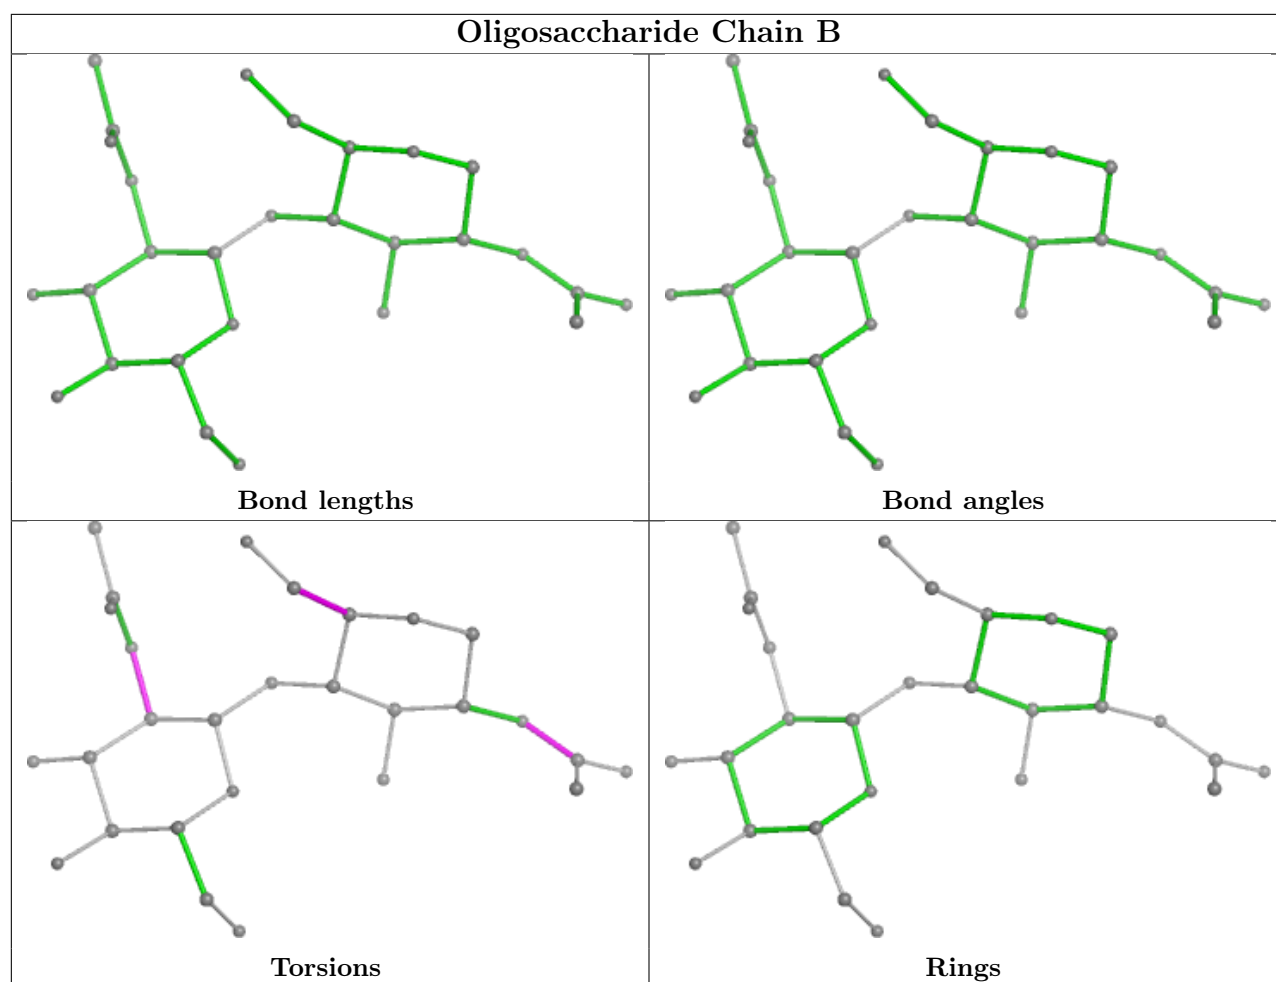 Oligosaccharide Chain B
Bond lengths
Bond angles
Torsions
Rings